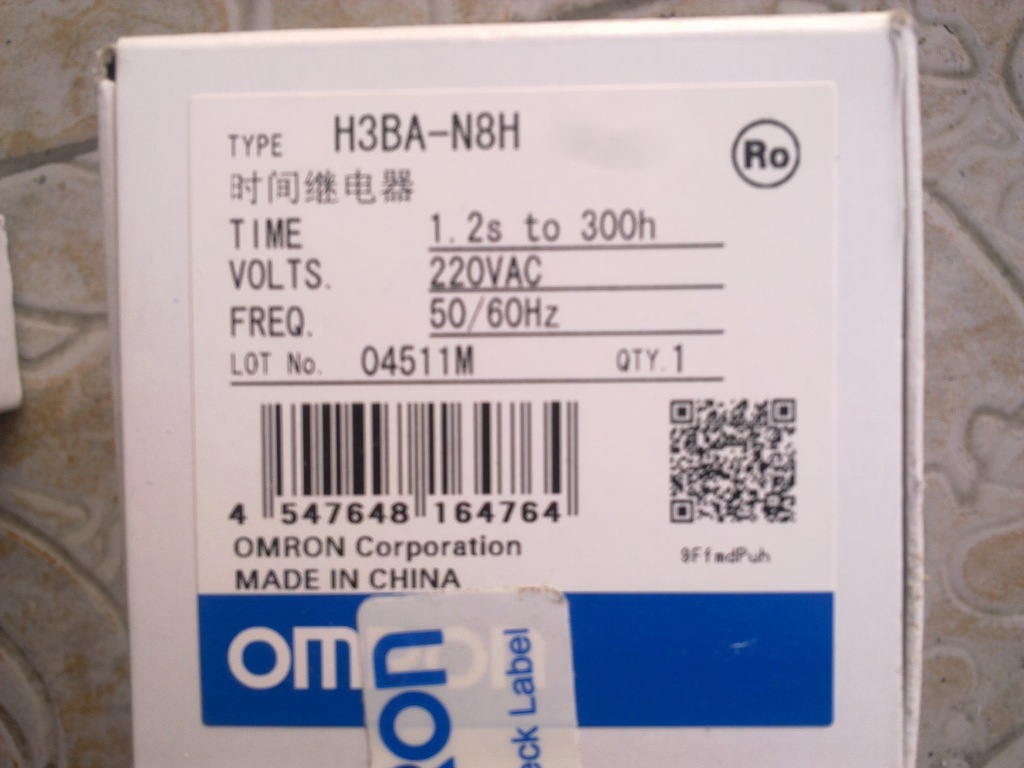 TYPE H3BA-N8H
Ro
时间继电器
TIME 1.2s to 300h
VOLTS. 220VAC
FREQ. 50/60Hz
LOT No. 04511M QTY.1
4 547648 164764
9FfmdPuh
OMRON Corporation
MADE IN CHINA
omron
ron
eck Label